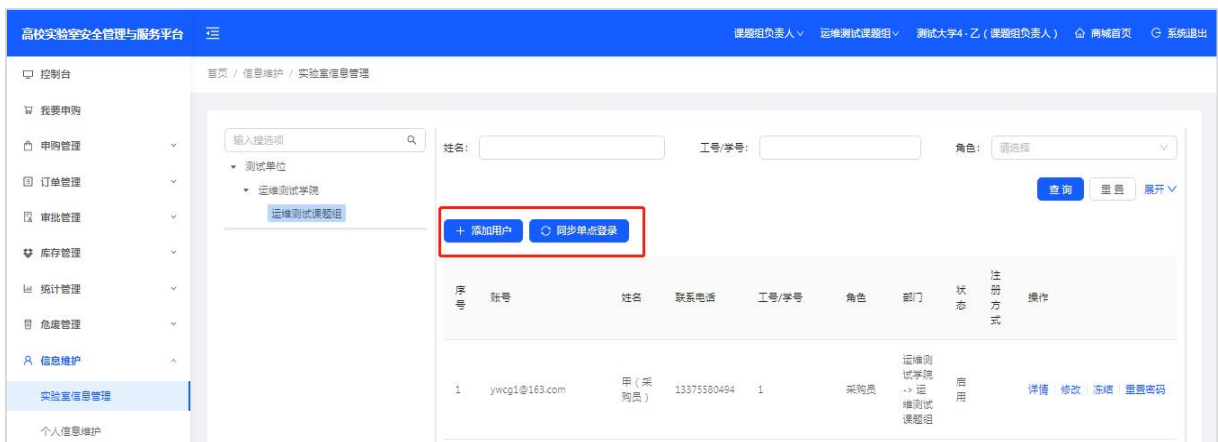 高校实验室安全管理与服务平台
课题组负责人 运维测试课题组 测试大学4·乙（课题组负责人） 商城首页 系统退出
控制台
首页 / 信息维护 / 实验室信息管理
我要申购
申购管理
订单管理
审批管理
库存管理
统计管理
危废管理
信息维护
实验室信息管理
个人信息维护
输入搜选项
测试单位
运维测试学院
运维测试课题组
姓名： 工号/学号： 角色： 请选择
查 询 重 置 展开
+ 添加用户 同步单点登录
序号 账号 姓名 联系电话 工号/学号 角色 部门 状态 注册方式 操作
1 ywcg1@163.com 甲（采购员） 13375580494 1 采购员 运维测试学院 -> 运维测试课题组 启用 详情 修改 冻结 重置密码